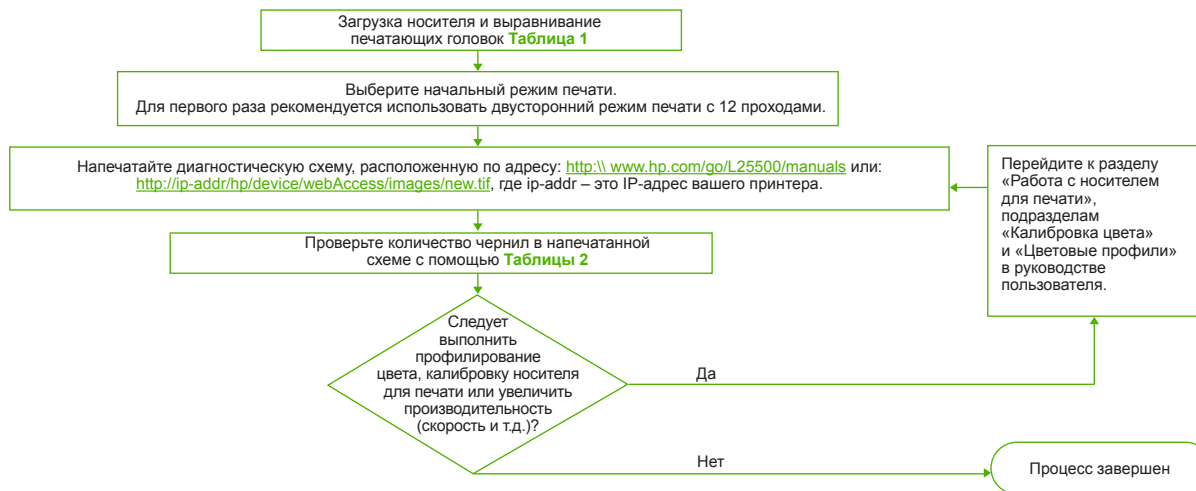 Загрузка носителя и выравнивание
печатающих головок Таблица 1
Выберите начальный режим печати.
Для первого раза рекомендуется использовать двусторонний режим печати с 12 проходами.
Напечатайте диагностическую схему, расположенную по адресу: http:\\ www.hp.com/go/L25500/manuals или:
http://ip-addr/hp/device/webAccess/images/new.tif, где ip-addr – это IP-адрес вашего принтера.
Перейдите к разделу
«Работа с носителем
для печати»,
подразделам
«Калибровка цвета»
и «Цветовые профили»
в руководстве
пользователя.
Проверьте количество чернил в напечатанной
схеме с помощью Таблицы 2
Следует
выполнить
профилирование
цвета, калибровку носителя
для печати или увеличить
производительность
(скорость и т.д.)?
Да
Нет
Процесс завершен